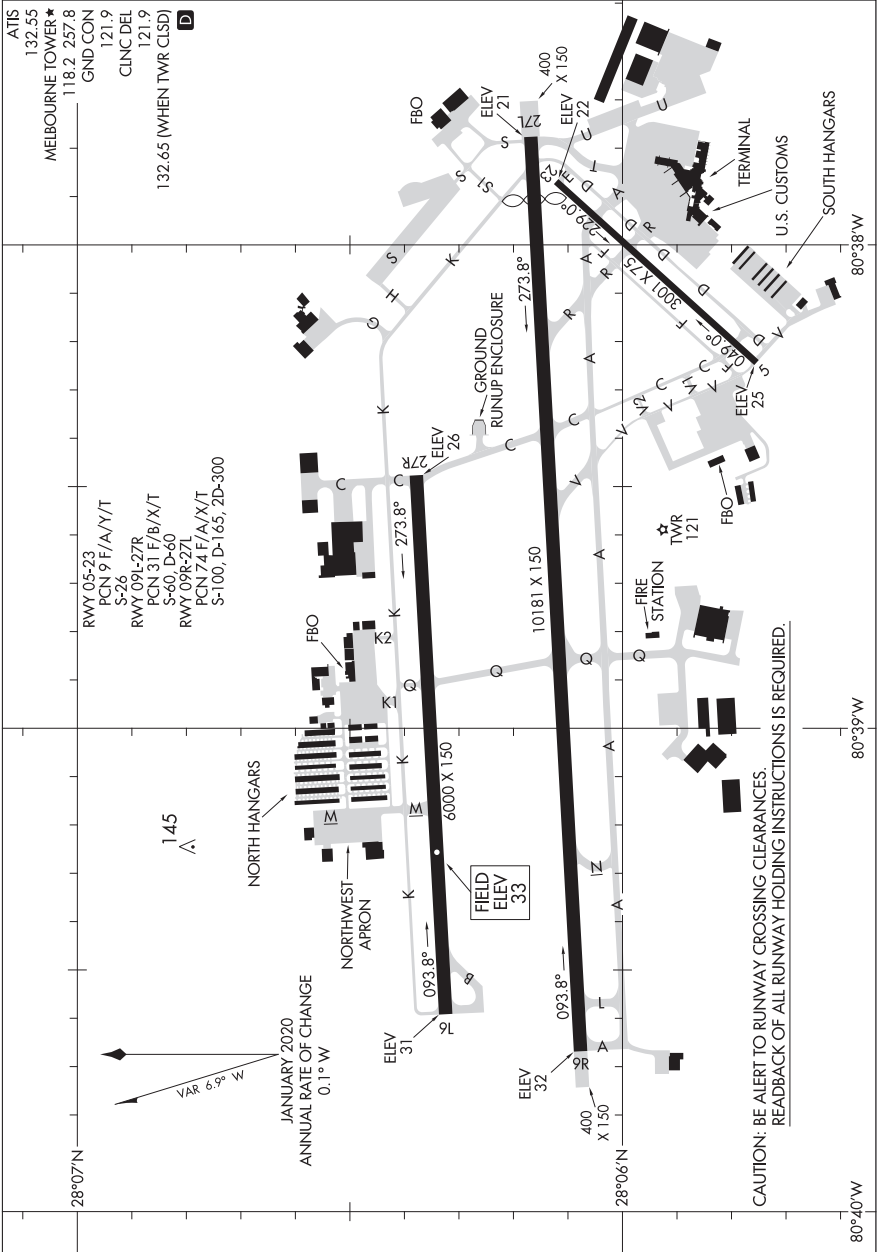 ATIS
132.55
MELBOURNE TOWER★
118.2 257.8
GND CON
121.9
CLNC DEL
121.9
132.65 (WHEN TWR CLSD)
D
RWY 05-23
PCN 9 F/A/Y/T
S-26
RWY 09L-27R
PCN 31 F/B/X/T
S-60, D-60
RWY 09R-27L
PCN 74 F/A/X/T
S-100, D-165, 2D-300
28°07'N
VAR 6.9° W
JANUARY 2020
ANNUAL RATE OF CHANGE
0.1° W
145
NORTH HANGARS
NORTHWEST
APRON
M
M
FBO
K1
K2
K
K
K
K
K
Q
Q
Q
Q
C
C
C
C
C
C
G
H
S
S
S
S1
FBO
ELEV
31
9L
093.8°
B
FIELD
ELEV
33
6000 X 150
273.8°
27R
ELEV
26
GROUND
RUNUP ENCLOSURE
400
X 150
ELEV
32
9R
093.8°
10181 X 150
273.8°
27L
ELEV
21
400
X 150
ELEV
22
23
E
229.0°
3001 X 75
049.0°
5
ELEV
25
A
L
A
N
A
A
A
A
A
V
V
V2
V1
V
V
R
R
R
F
F
F
D
D
D
D
D
T
U
U
28°06'N
FIRE
STATION
TWR
121
FBO
TERMINAL
U.S. CUSTOMS
SOUTH HANGARS
CAUTION: BE ALERT TO RUNWAY CROSSING CLEARANCES.
READBACK OF ALL RUNWAY HOLDING INSTRUCTIONS IS REQUIRED.
80°40'W
80°39'W
80°38'W